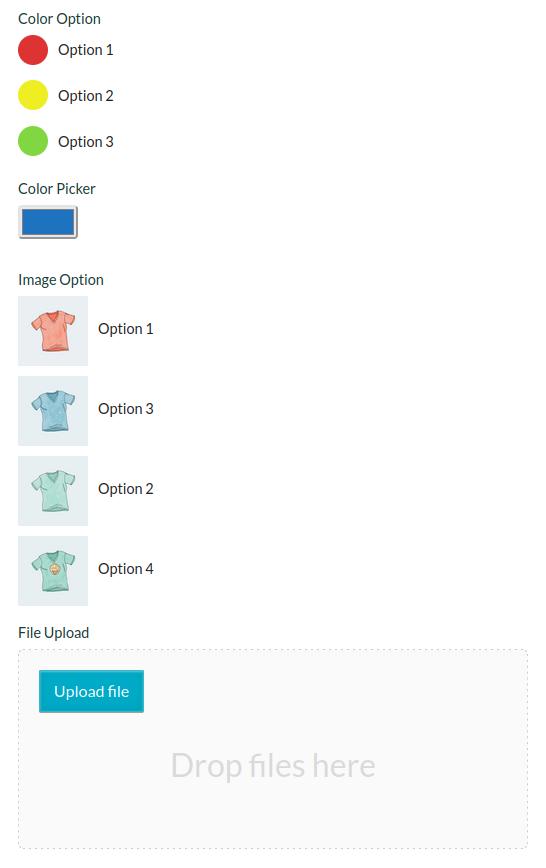 Color Option
Option 1
Option 2
Option 3
Color Picker
Image Option
Option 1
Option 3
Option 2
Option 4
File Upload
Upload file
Drop files here